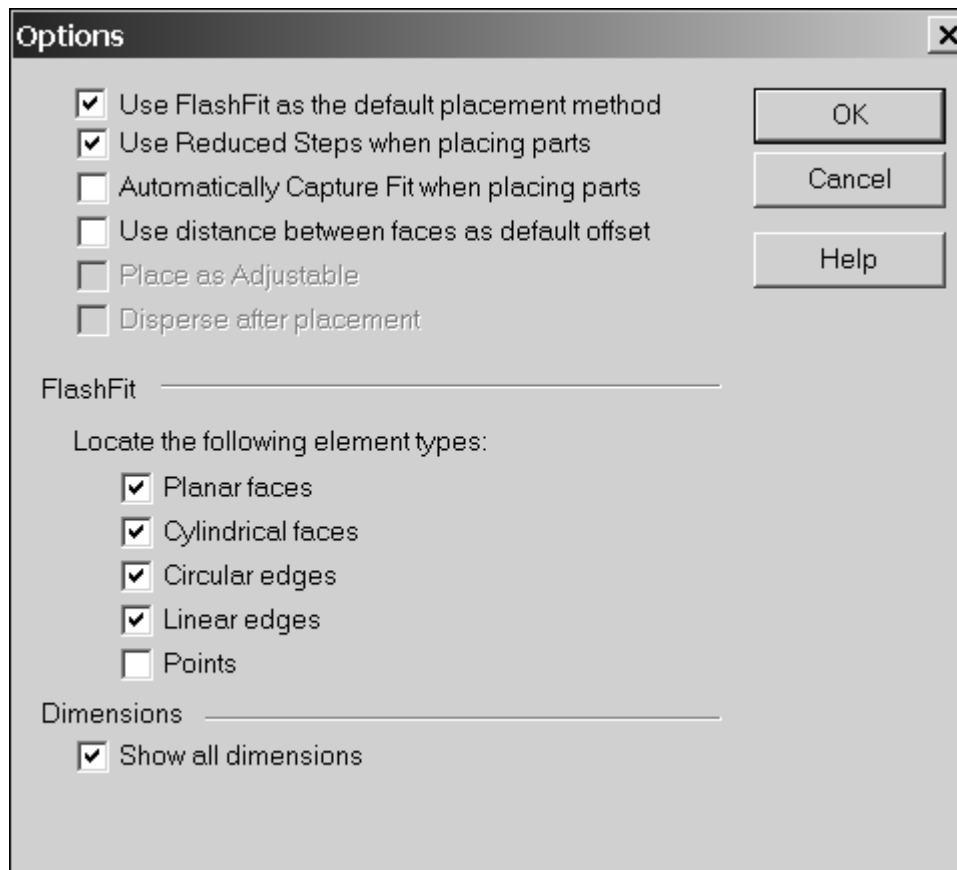 Options
Use FlashFit as the default placement method
Use Reduced Steps when placing parts
Automatically Capture Fit when placing parts
Use distance between faces as default offset
Place as Adjustable
Disperse after placement
OK
Cancel
Help
FlashFit
Locate the following element types:
Planar faces
Cylindrical faces
Circular edges
Linear edges
Points
Dimensions
Show all dimensions